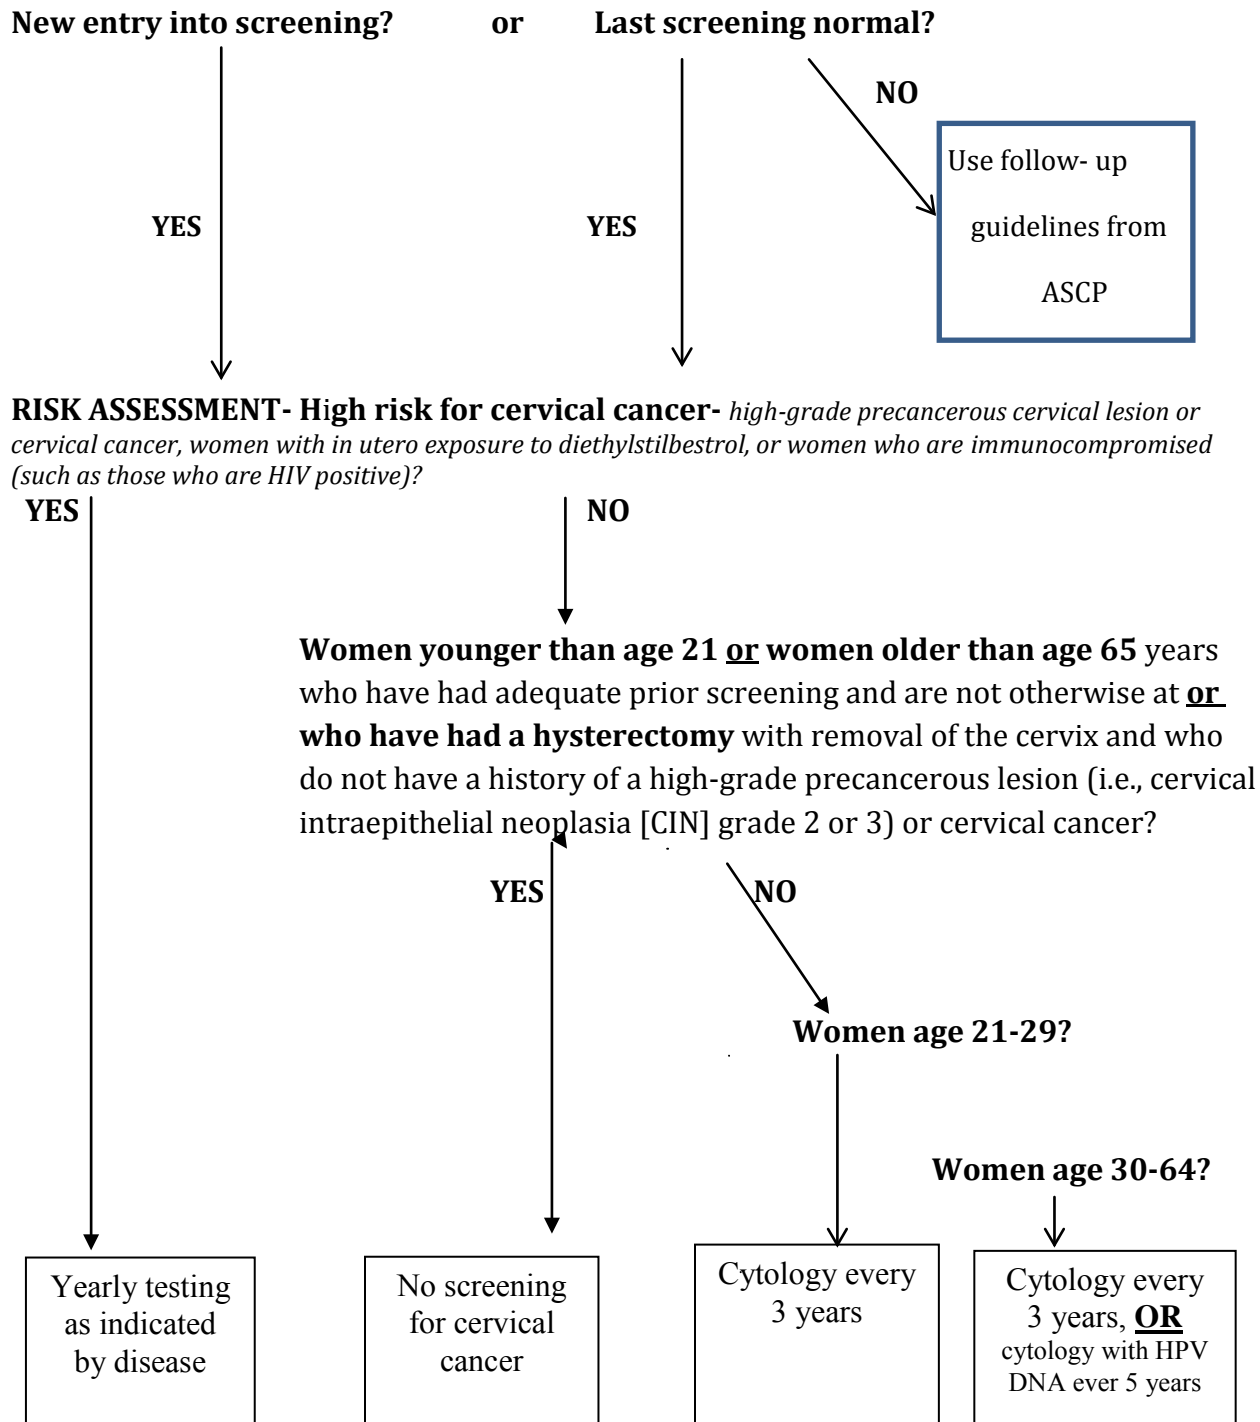 New entry into screening? or Last screening normal?
NO
Use follow- up
guidelines from
ASCP
YES YES
RISK ASSESSMENT- High risk for cervical cancer- high-grade precancerous cervical lesion or
cervical cancer, women with in utero exposure to diethylstilbestrol, or women who are immunocompromised
(such as those who are HIV positive)?
YES NO
Women younger than age 21 or women older than age 65 years
who have had adequate prior screening and are not otherwise at or
who have had a hysterectomy with removal of the cervix and who
do not have a history of a high-grade precancerous lesion (i.e., cervical
intraepithelial neoplasia [CIN] grade 2 or 3) or cervical cancer?
YES NO
Women age 21-29?
Women age 30-64?
Yearly testing
as indicated
by disease
No screening
for cervical
cancer
Cytology every
3 years
Cytology every
3 years, OR
cytology with HPV
DNA ever 5 years